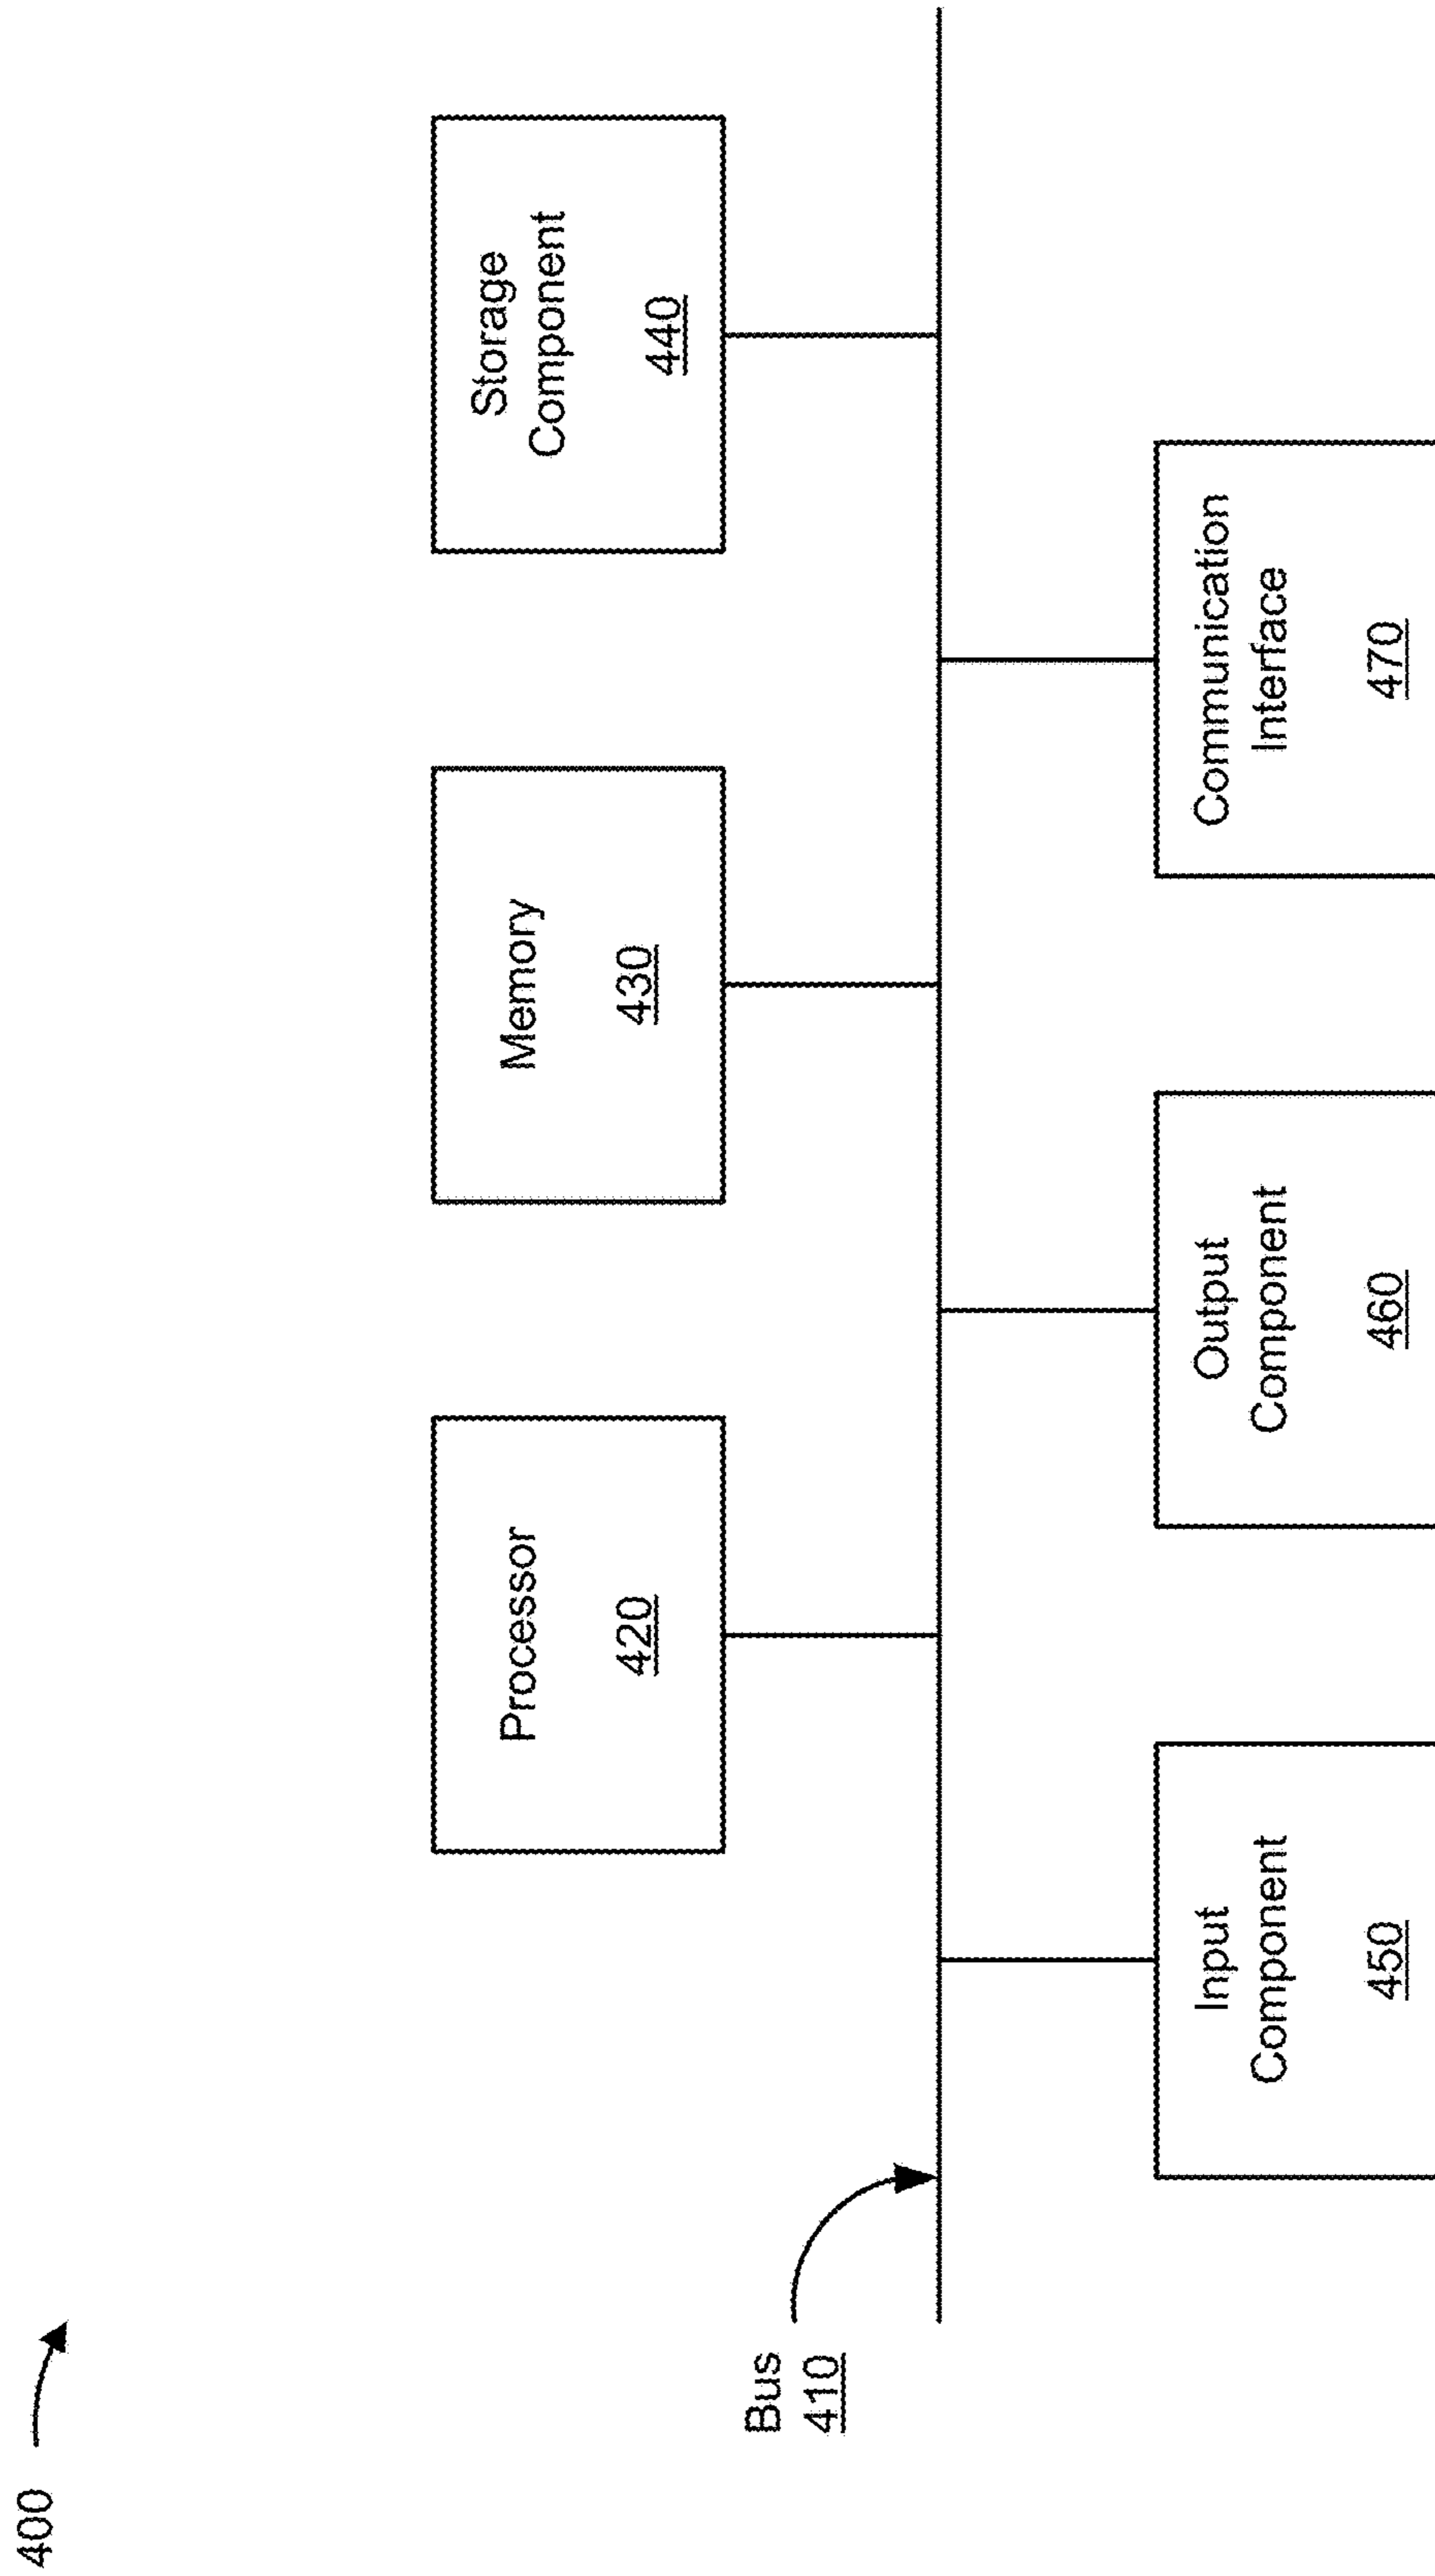 400
Processor
420
Memory
430
Storage
Component
440
Bus
410
Input
Component
450
Output
Component
460
Communication
Interface
470